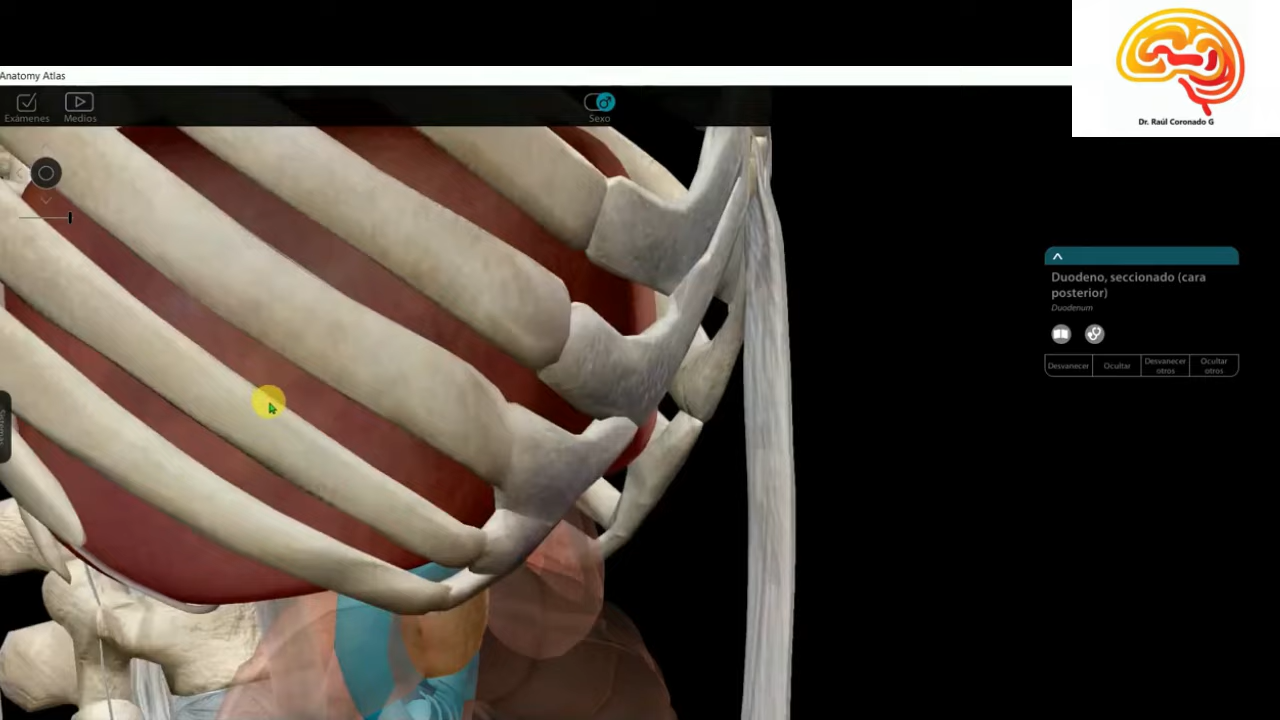 Anatomy Atlas
Exámenes
Medios
Sexo
Dr. Raúl Coronado G
Duodeno, seccionado (cara
posterior)
Duodenum
Desvanecer
Ocultar
Desvanecer
otros
Ocultar
otros